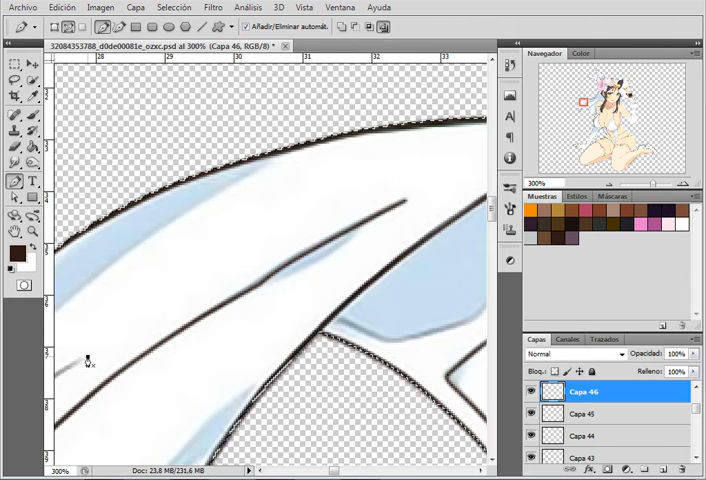 Archivo Edición Imagen Capa Selección Filtro Análisis 3D Vista Ventana Ayuda
Añadir/Eliminar automát.
32084353788_d0de00081e_ozxc.psd al 300% (Capa 46, RGB/8) *
28 29 30 31 32 33
Navegador Color
300%
Muestras Estilos Máscaras
Capas Canales Trazados
Normal Opacidad: 100%
Bloq.: Relleno: 100%
Capa 46
Capa 45
Capa 44
Capa 43
300% Doc: 23,8 MB/231,6 MB